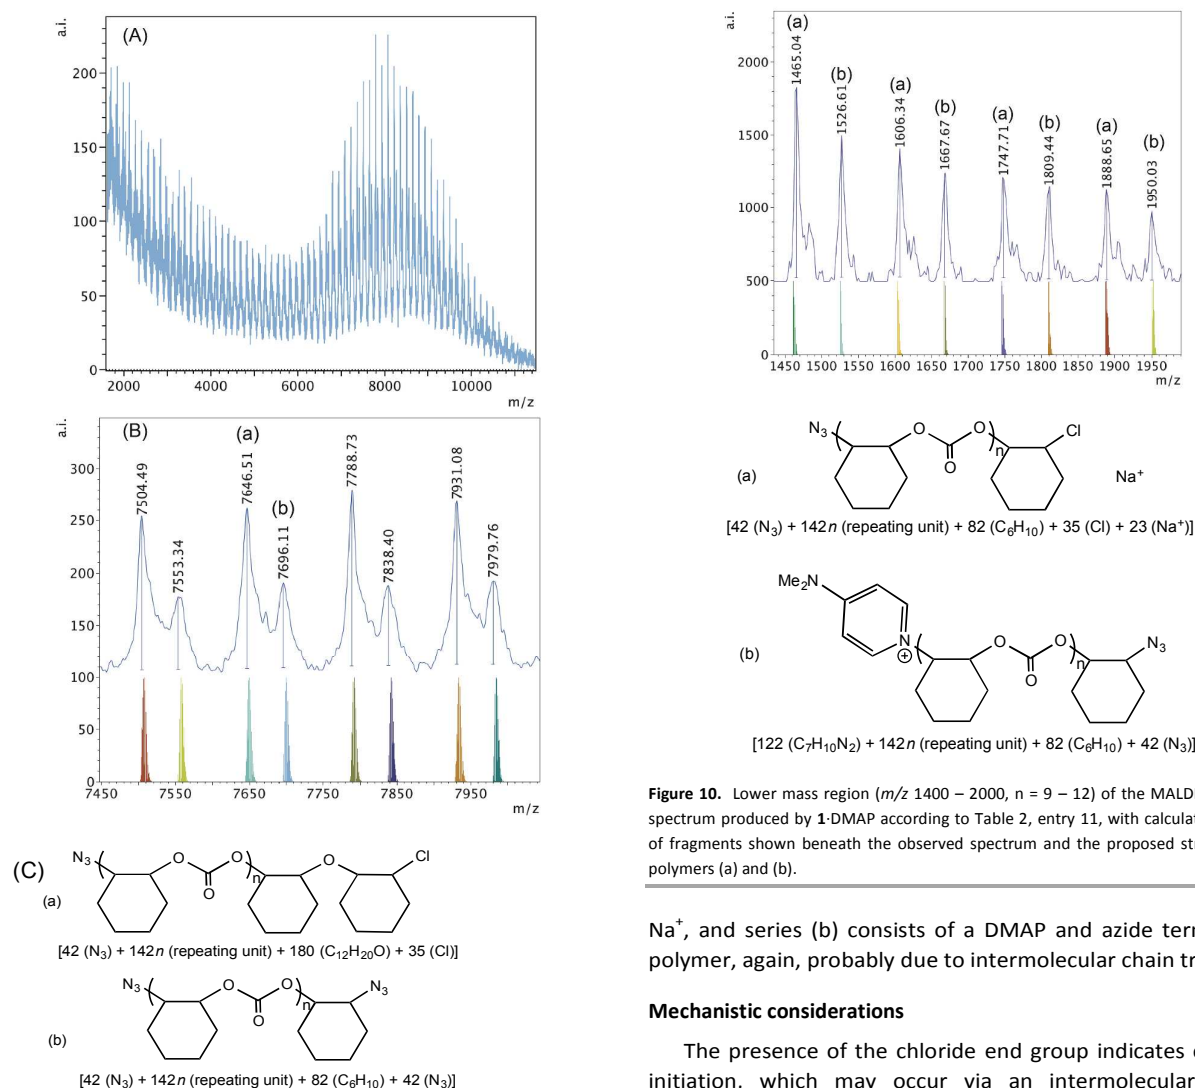 a.i.
(A)
200
150
100
50
0
2000 4000 6000 8000 10000
m/z
a.i.
(B)
(a)
(b)
7504.49
7553.34
7646.51
7696.11
7788.73
7838.40
7931.08
7979.76
300
250
200
150
100
50
0
7450 7550 7650 7750 7850 7950
m/z
(C)
(a)
N3 O O O n O Cl
[42 (N3) + 142n (repeating unit) + 180 (C12H20O) + 35 (Cl)]
(b)
N3 O O O n N3
[42 (N3) + 142n (repeating unit) + 82 (C6H10) + 42 (N3)]
a.i.
(a) (b) (a) (b) (a) (b) (a) (b)
1465.04
1526.61
1606.34
1667.67
1747.71
1809.44
1888.65
1950.03
2000
1500
1000
500
0
1450 1500 1550 1600 1650 1700 1750 1800 1850 1900 1950
m/z
(a)
N3 O O O n Cl Na+
[42 (N3) + 142n (repeating unit) + 82 (C6H10) + 35 (Cl) + 23 (Na+)]
(b)
Me2N N ⊕ O O O n N3
[122 (C7H10N2) + 142n (repeating unit) + 82 (C6H10) + 42 (N3)]
Figure 10. Lower mass region (m/z 1400 – 2000, n = 9 – 12) of the MALD
spectrum produced by 1·DMAP according to Table 2, entry 11, with calculat
of fragments shown beneath the observed spectrum and the proposed st
polymers (a) and (b).
Na+, and series (b) consists of a DMAP and azide terr
polymer, again, probably due to intermolecular chain tr
Mechanistic considerations
The presence of the chloride end group indicates
initiation, which may occur via an intermolecular